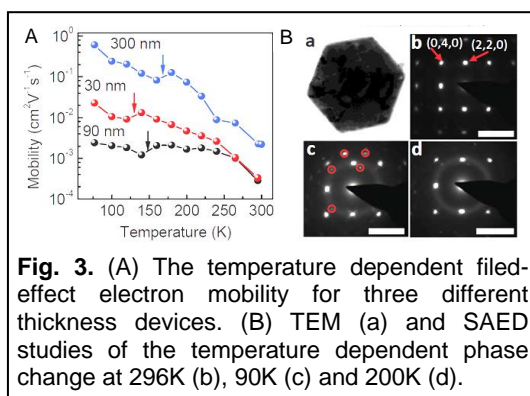 A
10⁰
10⁻¹
10⁻²
10⁻³
10⁻⁴
Mobility (cm²V⁻¹s⁻¹)
300 nm
30 nm
90 nm
100 150 200 250 300
Temperature (K)
B
a
b
(0,4,0) (2,2,0)
c
d
Fig. 3. (A) The temperature dependent filed-
effect electron mobility for three different
thickness devices. (B) TEM (a) and SAED
studies of the temperature dependent phase
change at 296K (b), 90K (c) and 200K (d).